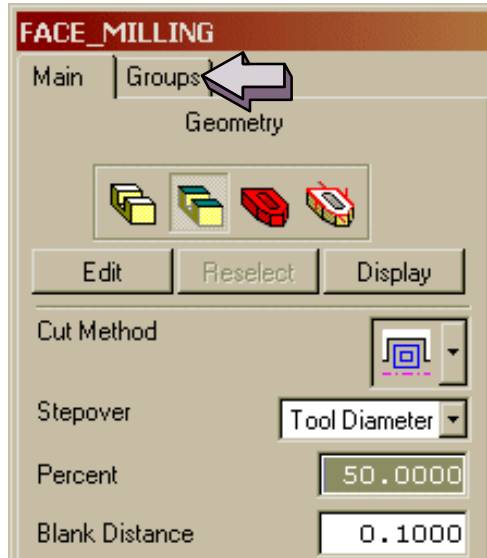 FACE_MILLING
Main Groups
Geometry
Edit Reselect Display
Cut Method
Stepover Tool Diameter
Percent 50.0000
Blank Distance 0.1000